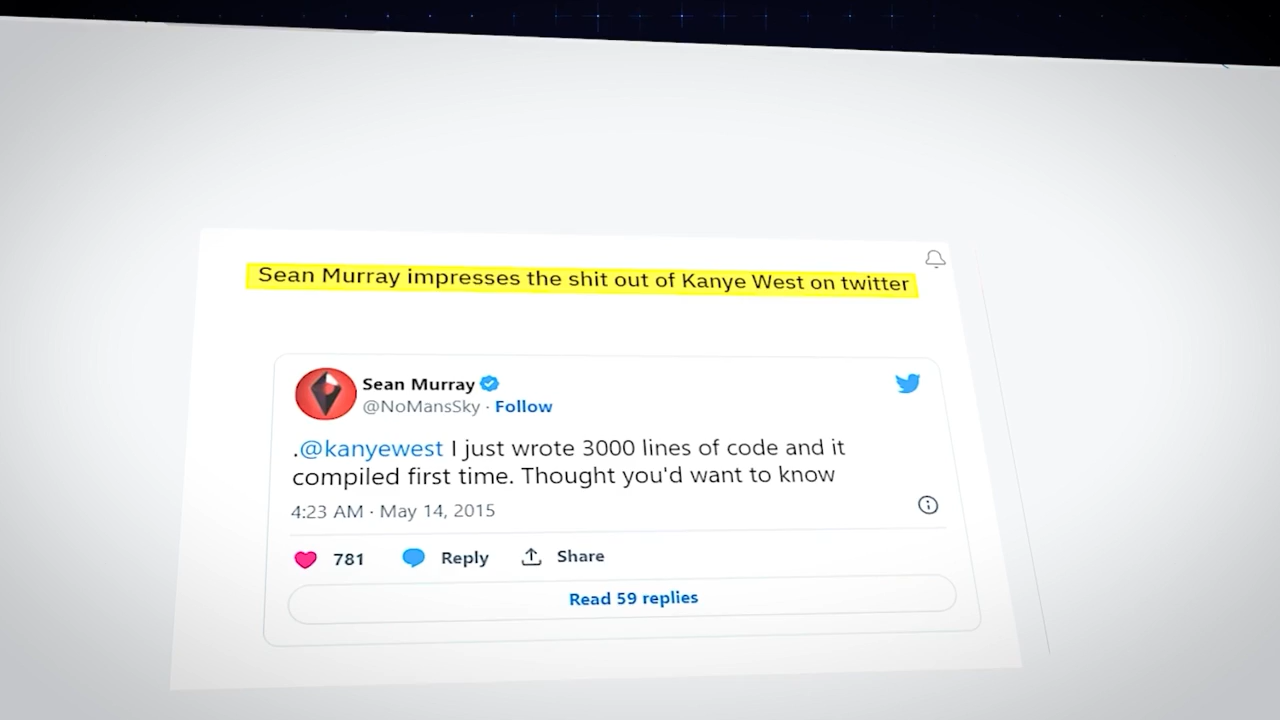 Sean Murray impresses the shit out of Kanye West on twitter
Sean Murray
@NoMansSky · Follow
.@kanyewest I just wrote 3000 lines of code and it
compiled first time. Thought you'd want to know
4:23 AM · May 14, 2015
781 Reply Share
Read 59 replies